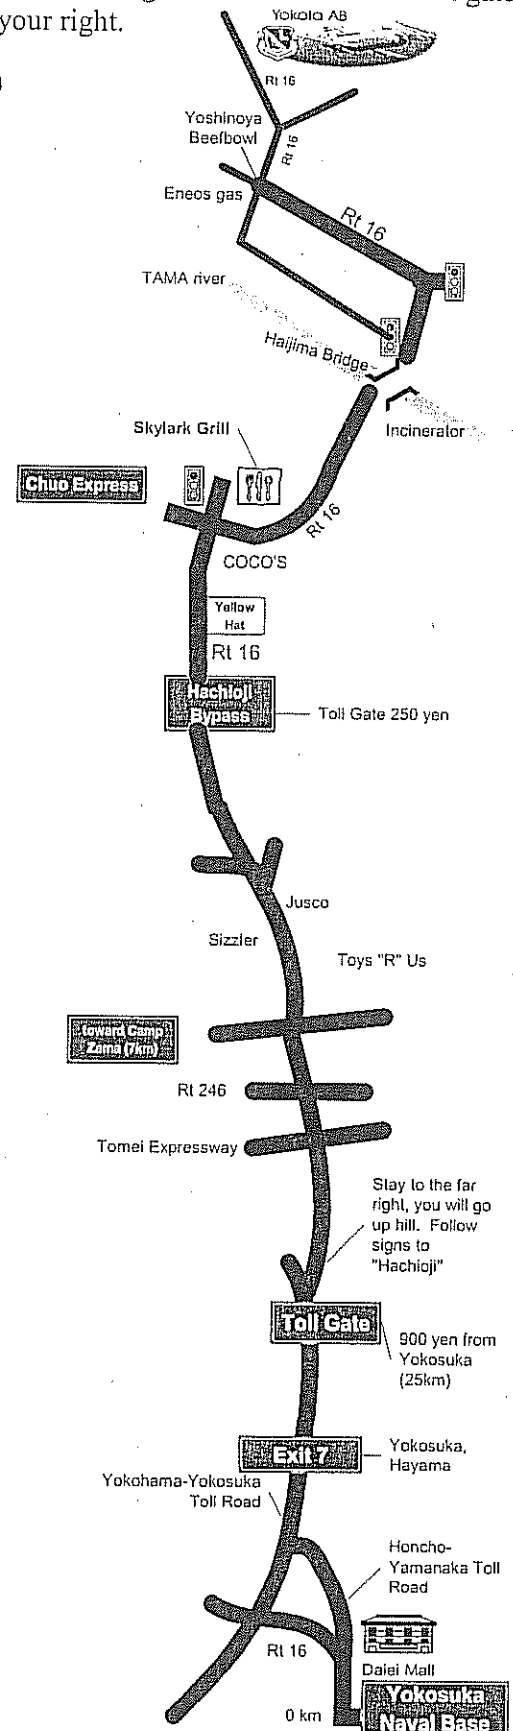 your right.
Yokota AB
Rt 16
Yoshinoya
Beefbowl
Rt 16
Eneos gas
Rt 16
TAMA river
Haijima Bridge
Incinerator
Skylark Grill
Chuo Express
Rt 16
COCO'S
Yellow
Hat
Rt 16
Hachioji
Bypass
Toll Gate 250 yen
Jusco
Sizzler
Toys "R" Us
toward Camp
Zama (7km)
Rt 246
Tomei Expressway
Stay to the far
right, you will go
up hill. Follow
signs to
"Hachioji"
Toll Gate
900 yen from
Yokosuka
(25km)
Exit 7
Yokosuka,
Hayama
Yokohama-Yokosuka
Toll Road
Honcho-
Yamanaka Toll
Road
Rt 16
Daiei Mall
0 km
Yokosuka
Naval Base